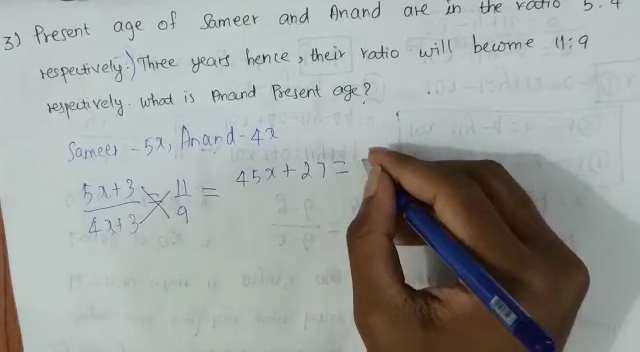 3) Present age of Sameer and Anand are in the ratio 5:4
respectively.) Three years hence, their ratio will become 11:9
respectively. What is Anand Present age?
Sameer - 5x, Anand - 4x
5x+3/4x+3 = 11/9 = 45x + 27 =